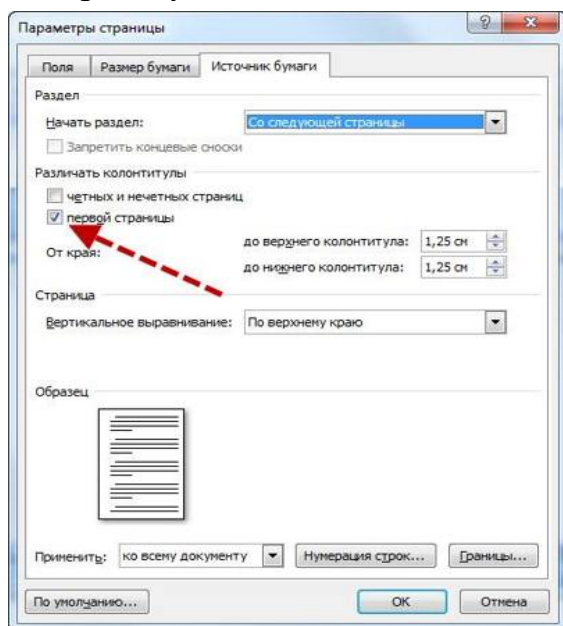 Параметры страницы
Поля Размер бумаги Источник бумаги
Раздел
Начать раздел: Со следующей страницы
Запретить концевые сноски
Различать колонтитулы
четных и нечетных страниц
первой страницы
От края:
до верхнего колонтитула: 1,25 см
до нижнего колонтитула: 1,25 см
Страница
Вертикальное выравнивание: По верхнему краю
Образец
Применить: ко всему документу Нумерация строк... Границы...
По умолчанию... ОК Отмена